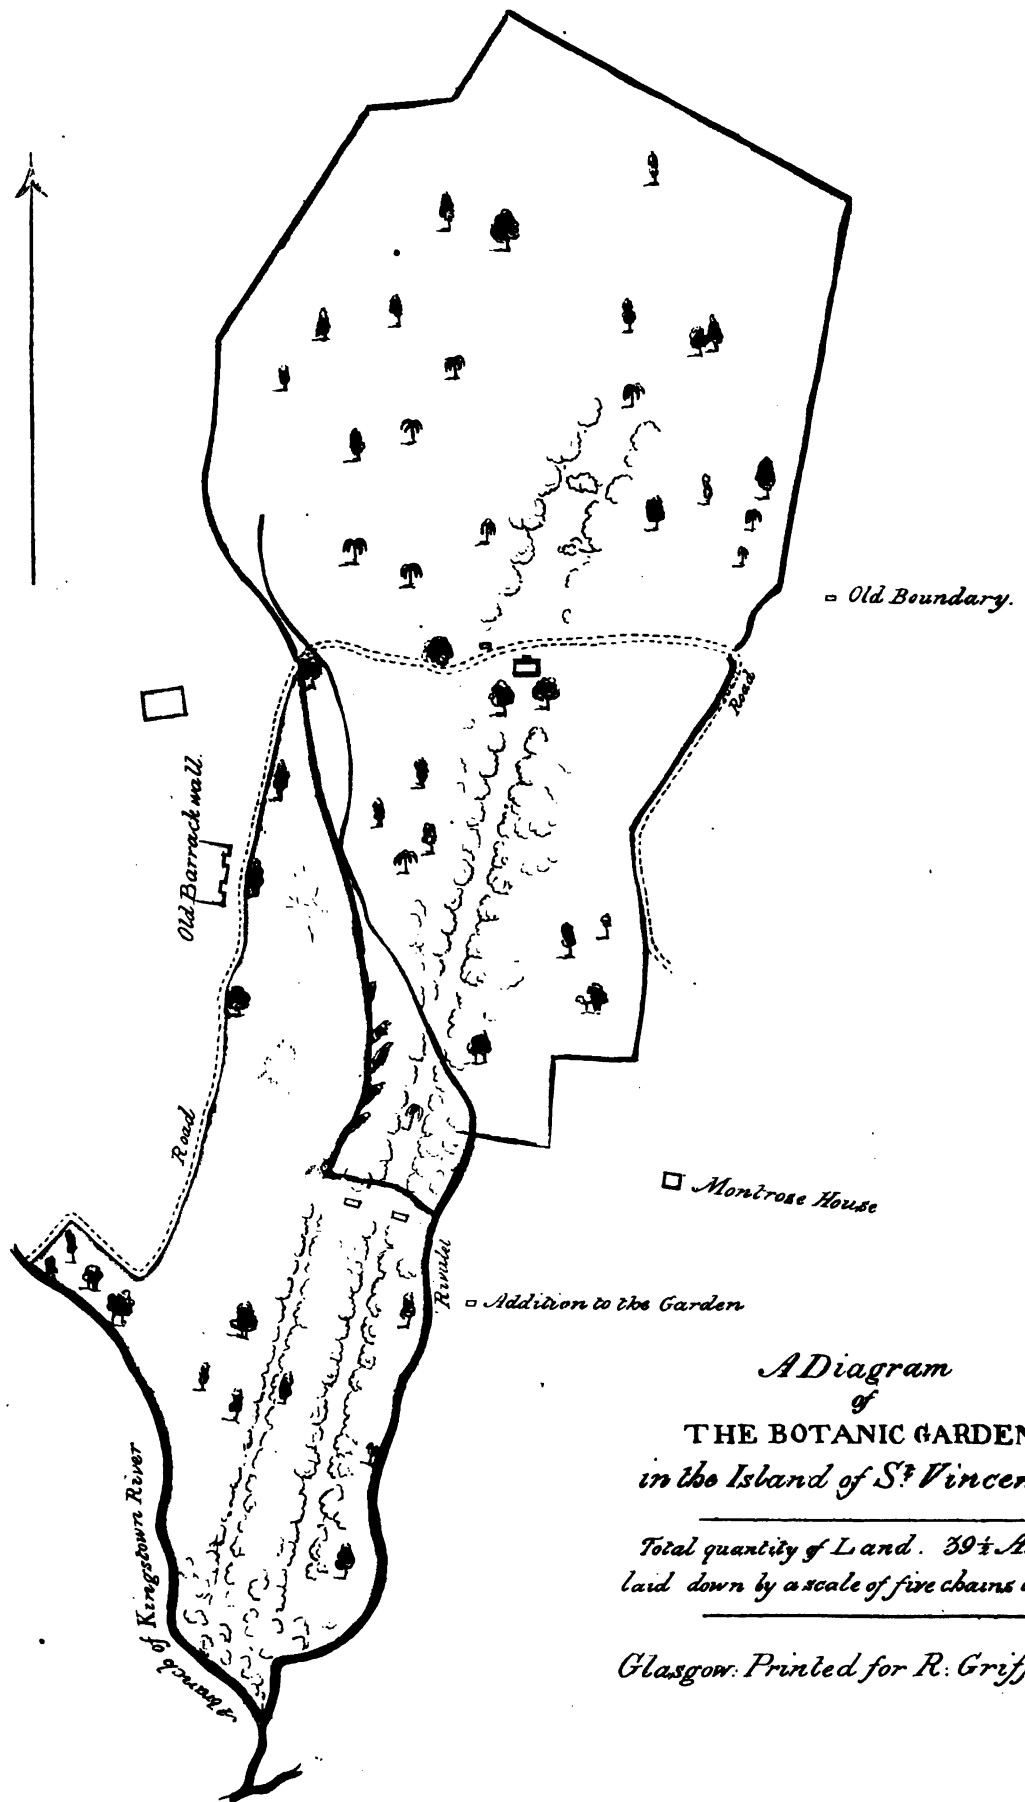 Old Boundary.
Road
Old Barrack wall.
Road
Montrose House
Rivulet
Addition to the Garden
A branch of Kingstown River
A Diagram
of
THE BOTANIC GARDEN
in the Island of St. Vincen
Total quantity of Land. 39½ A
laid down by a scale of five chains
Glasgow: Printed for R: Grif